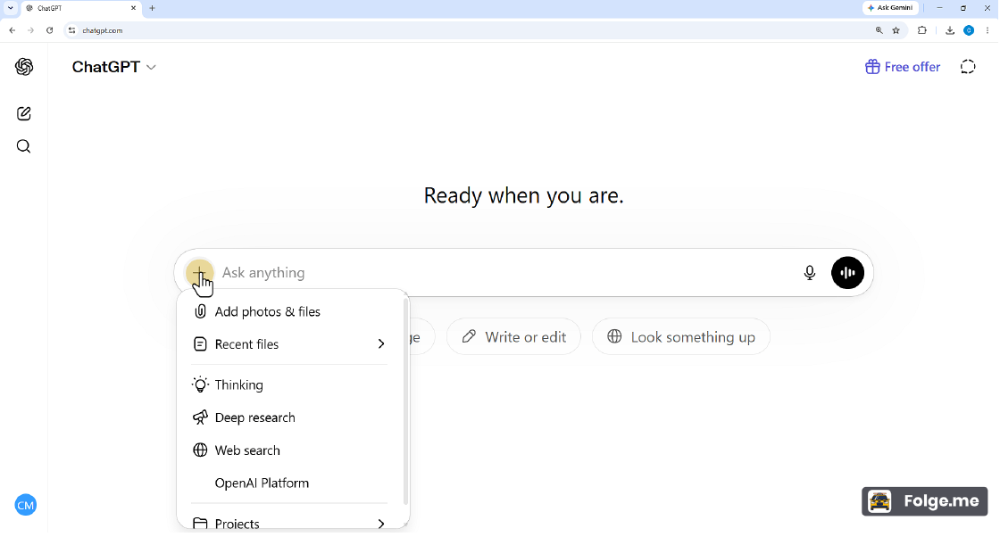 ChatGPT
Ask Gemini
chatgpt.com
C
ChatGPT
Free offer
Ready when you are.
Ask anything
ge
Write or edit
Look something up
Add photos & files
Recent files
Thinking
Deep research
Web search
OpenAI Platform
Projects
CM
Folge.me